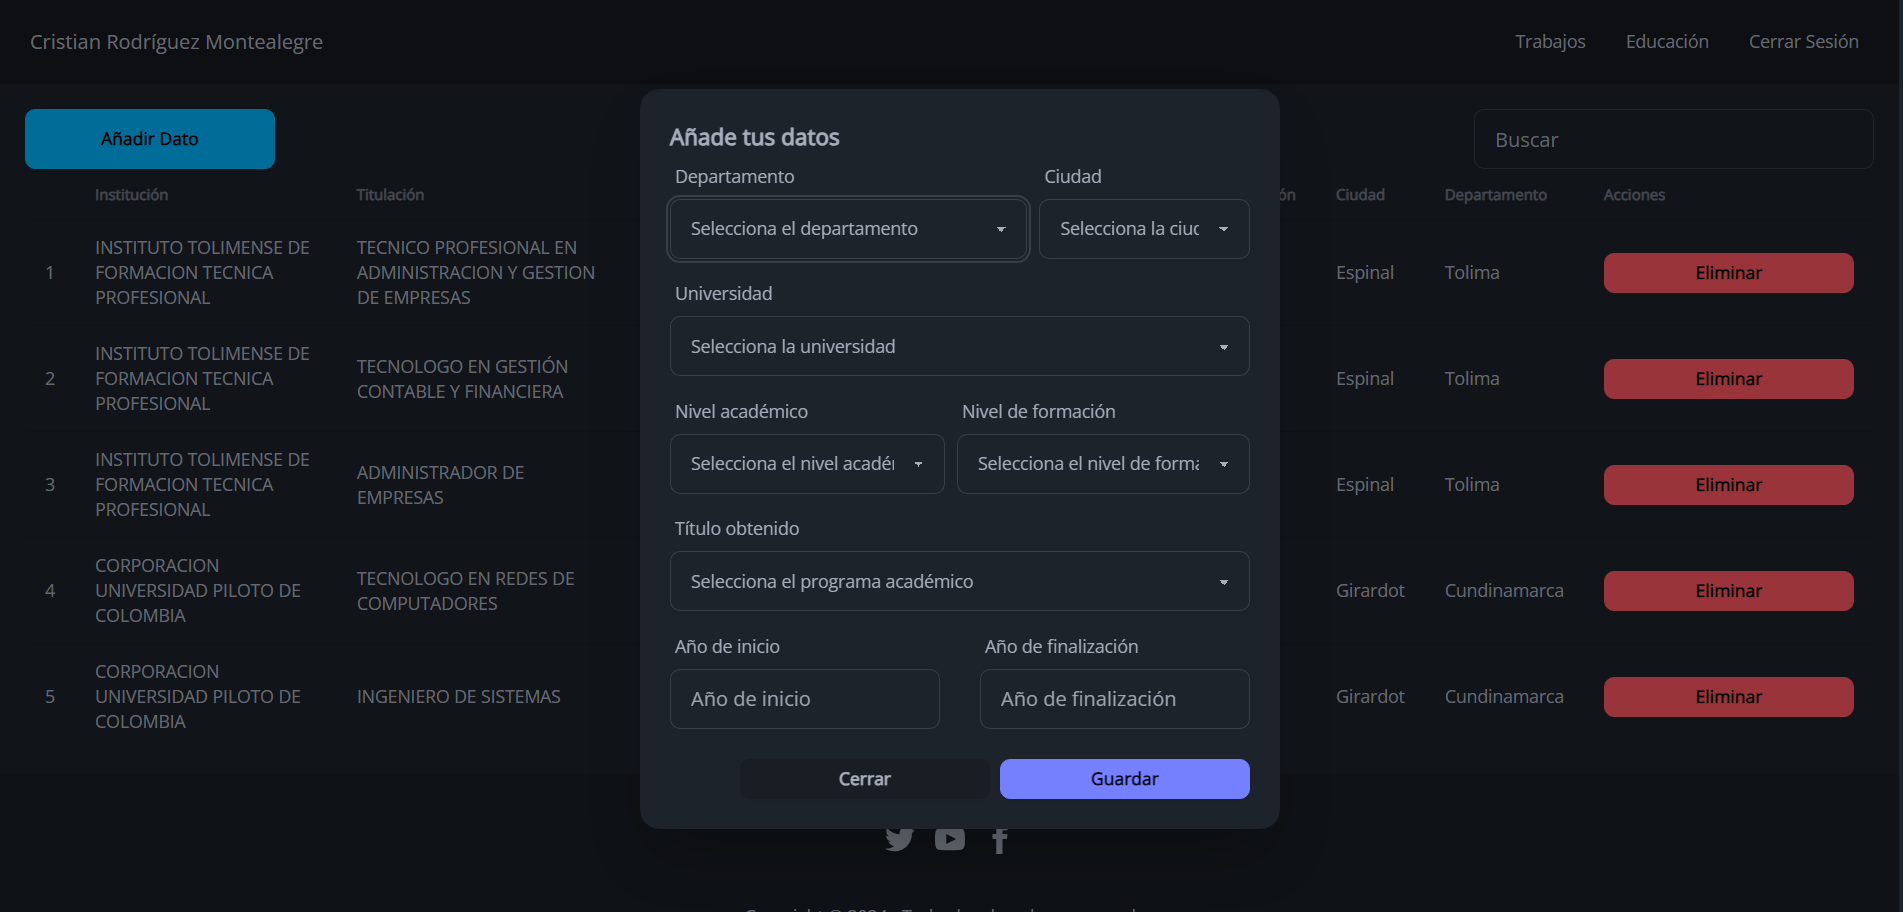 Cristian Rodríguez Montealegre
Trabajos
Educación
Cerrar Sesión
Añadir Dato
Buscar
Institución
Titulación
Ciudad
Departamento
Acciones
1
INSTITUTO TOLIMENSE DE
FORMACION TECNICA
PROFESIONAL
TECNICO PROFESIONAL EN
ADMINISTRACION Y GESTION
DE EMPRESAS
Espinal
Tolima
Eliminar
2
INSTITUTO TOLIMENSE DE
FORMACION TECNICA
PROFESIONAL
TECNOLOGO EN GESTIÓN
CONTABLE Y FINANCIERA
Espinal
Tolima
Eliminar
3
INSTITUTO TOLIMENSE DE
FORMACION TECNICA
PROFESIONAL
ADMINISTRADOR DE
EMPRESAS
Espinal
Tolima
Eliminar
4
CORPORACION
UNIVERSIDAD PILOTO DE
COLOMBIA
TECNOLOGO EN REDES DE
COMPUTADORES
Girardot
Cundinamarca
Eliminar
5
CORPORACION
UNIVERSIDAD PILOTO DE
COLOMBIA
INGENIERO DE SISTEMAS
Girardot
Cundinamarca
Eliminar
Añade tus datos
Departamento
Ciudad
Selecciona el departamento
Selecciona la ciuc
Universidad
Selecciona la universidad
Nivel académico
Nivel de formación
Selecciona el nivel acadé
Selecciona el nivel de forma
Título obtenido
Selecciona el programa académico
Año de inicio
Año de finalización
Año de inicio
Año de finalización
Cerrar
Guardar